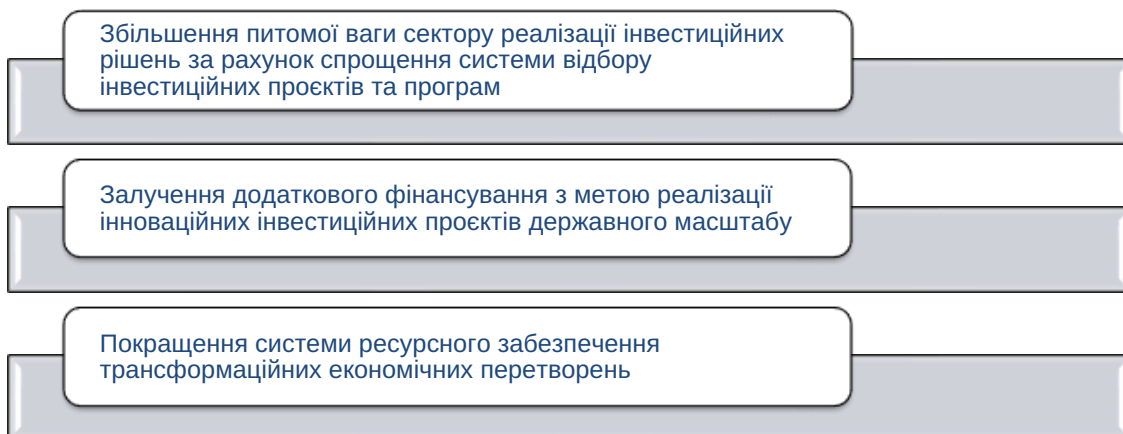 Збільшення питомої ваги сектору реалізації інвестиційних
рішень за рахунок спрощення системи відбору
інвестиційних проєктів та програм
Залучення додаткового фінансування з метою реалізації
інноваційних інвестиційних проєктів державного масштабу
Покращення системи ресурсного забезпечення
трансформаційних економічних перетворень